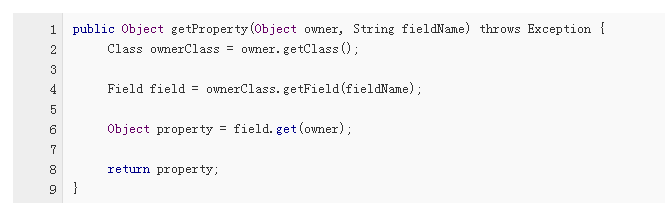 1 public Object getProperty(Object owner, String fieldName) throws Exception {
2 Class ownerClass = owner.getClass();
3
4 Field field = ownerClass.getField(fieldName);
5
6 Object property = field.get(owner);
7
8 return property;
9 }